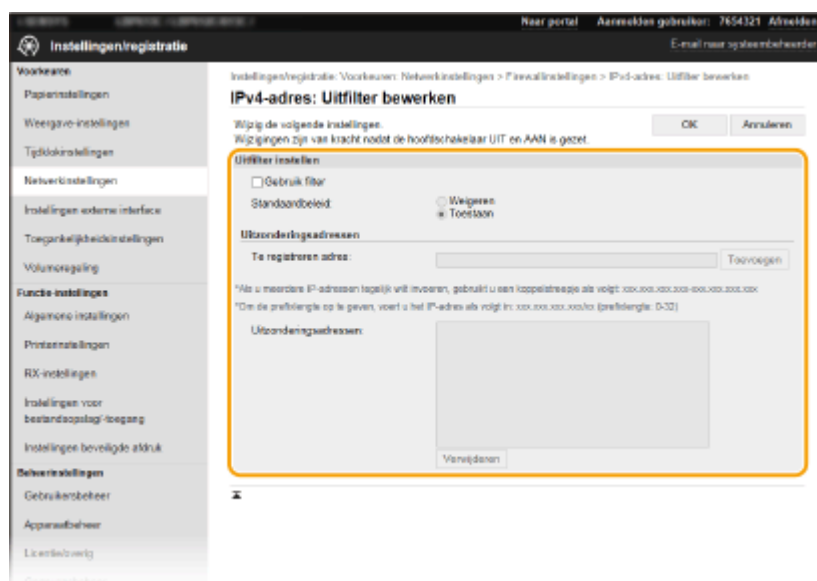 Naar portal Aanmelden gebruiker: 7654321 Afmelden
Instellingen/registratie
E-mail naar systeembeheerder
Voorkeuren
Papierinstellingen
Weergave-instellingen
Tijdklokinstellingen
Netwerkinstellingen
Instellingen externe interface
Toegankelijkheidsinstellingen
Volumeregeling
Functie-instellingen
Algemene instellingen
Printerinstellingen
RX-instellingen
Instellingen voor
bestandsopslag/-toegang
Instellingen beveiligde afdruk
Beheerinstellingen
Gebruikersbeheer
Apparaatbeheer
Licentie/overig
Instellingen/registratie: Voorkeuren: Netwerkinstellingen > Firewallinstellingen > IPv4-adres: Uitfilter bewerken
IPv4-adres: Uitfilter bewerken
Wijzig de volgende instellingen.
Wijzigingen zijn van kracht nadat de hoofdschakelaar UIT en AAN is gezet.
OK Annuleren
Uitfilter instellen
Gebruik filter
Standaardbeleid: Weigeren
Toestaan
Uitzonderingsadressen
Te registreren adres: Toevoegen
*Als u meerdere IP-adressen tegelijk wilt invoeren, gebruikt u een koppelstreepje als volgt: xxx.xxx.xxx.xxx-xxx.xxx.xxx.xxx
*Om de prefixlengte op te geven, voert u het IP-adres als volgt in: xxx.xxx.xxx.xxx/xx (prefixlengte: 0-32)
Uitzonderingsadressen:
Verwijderen